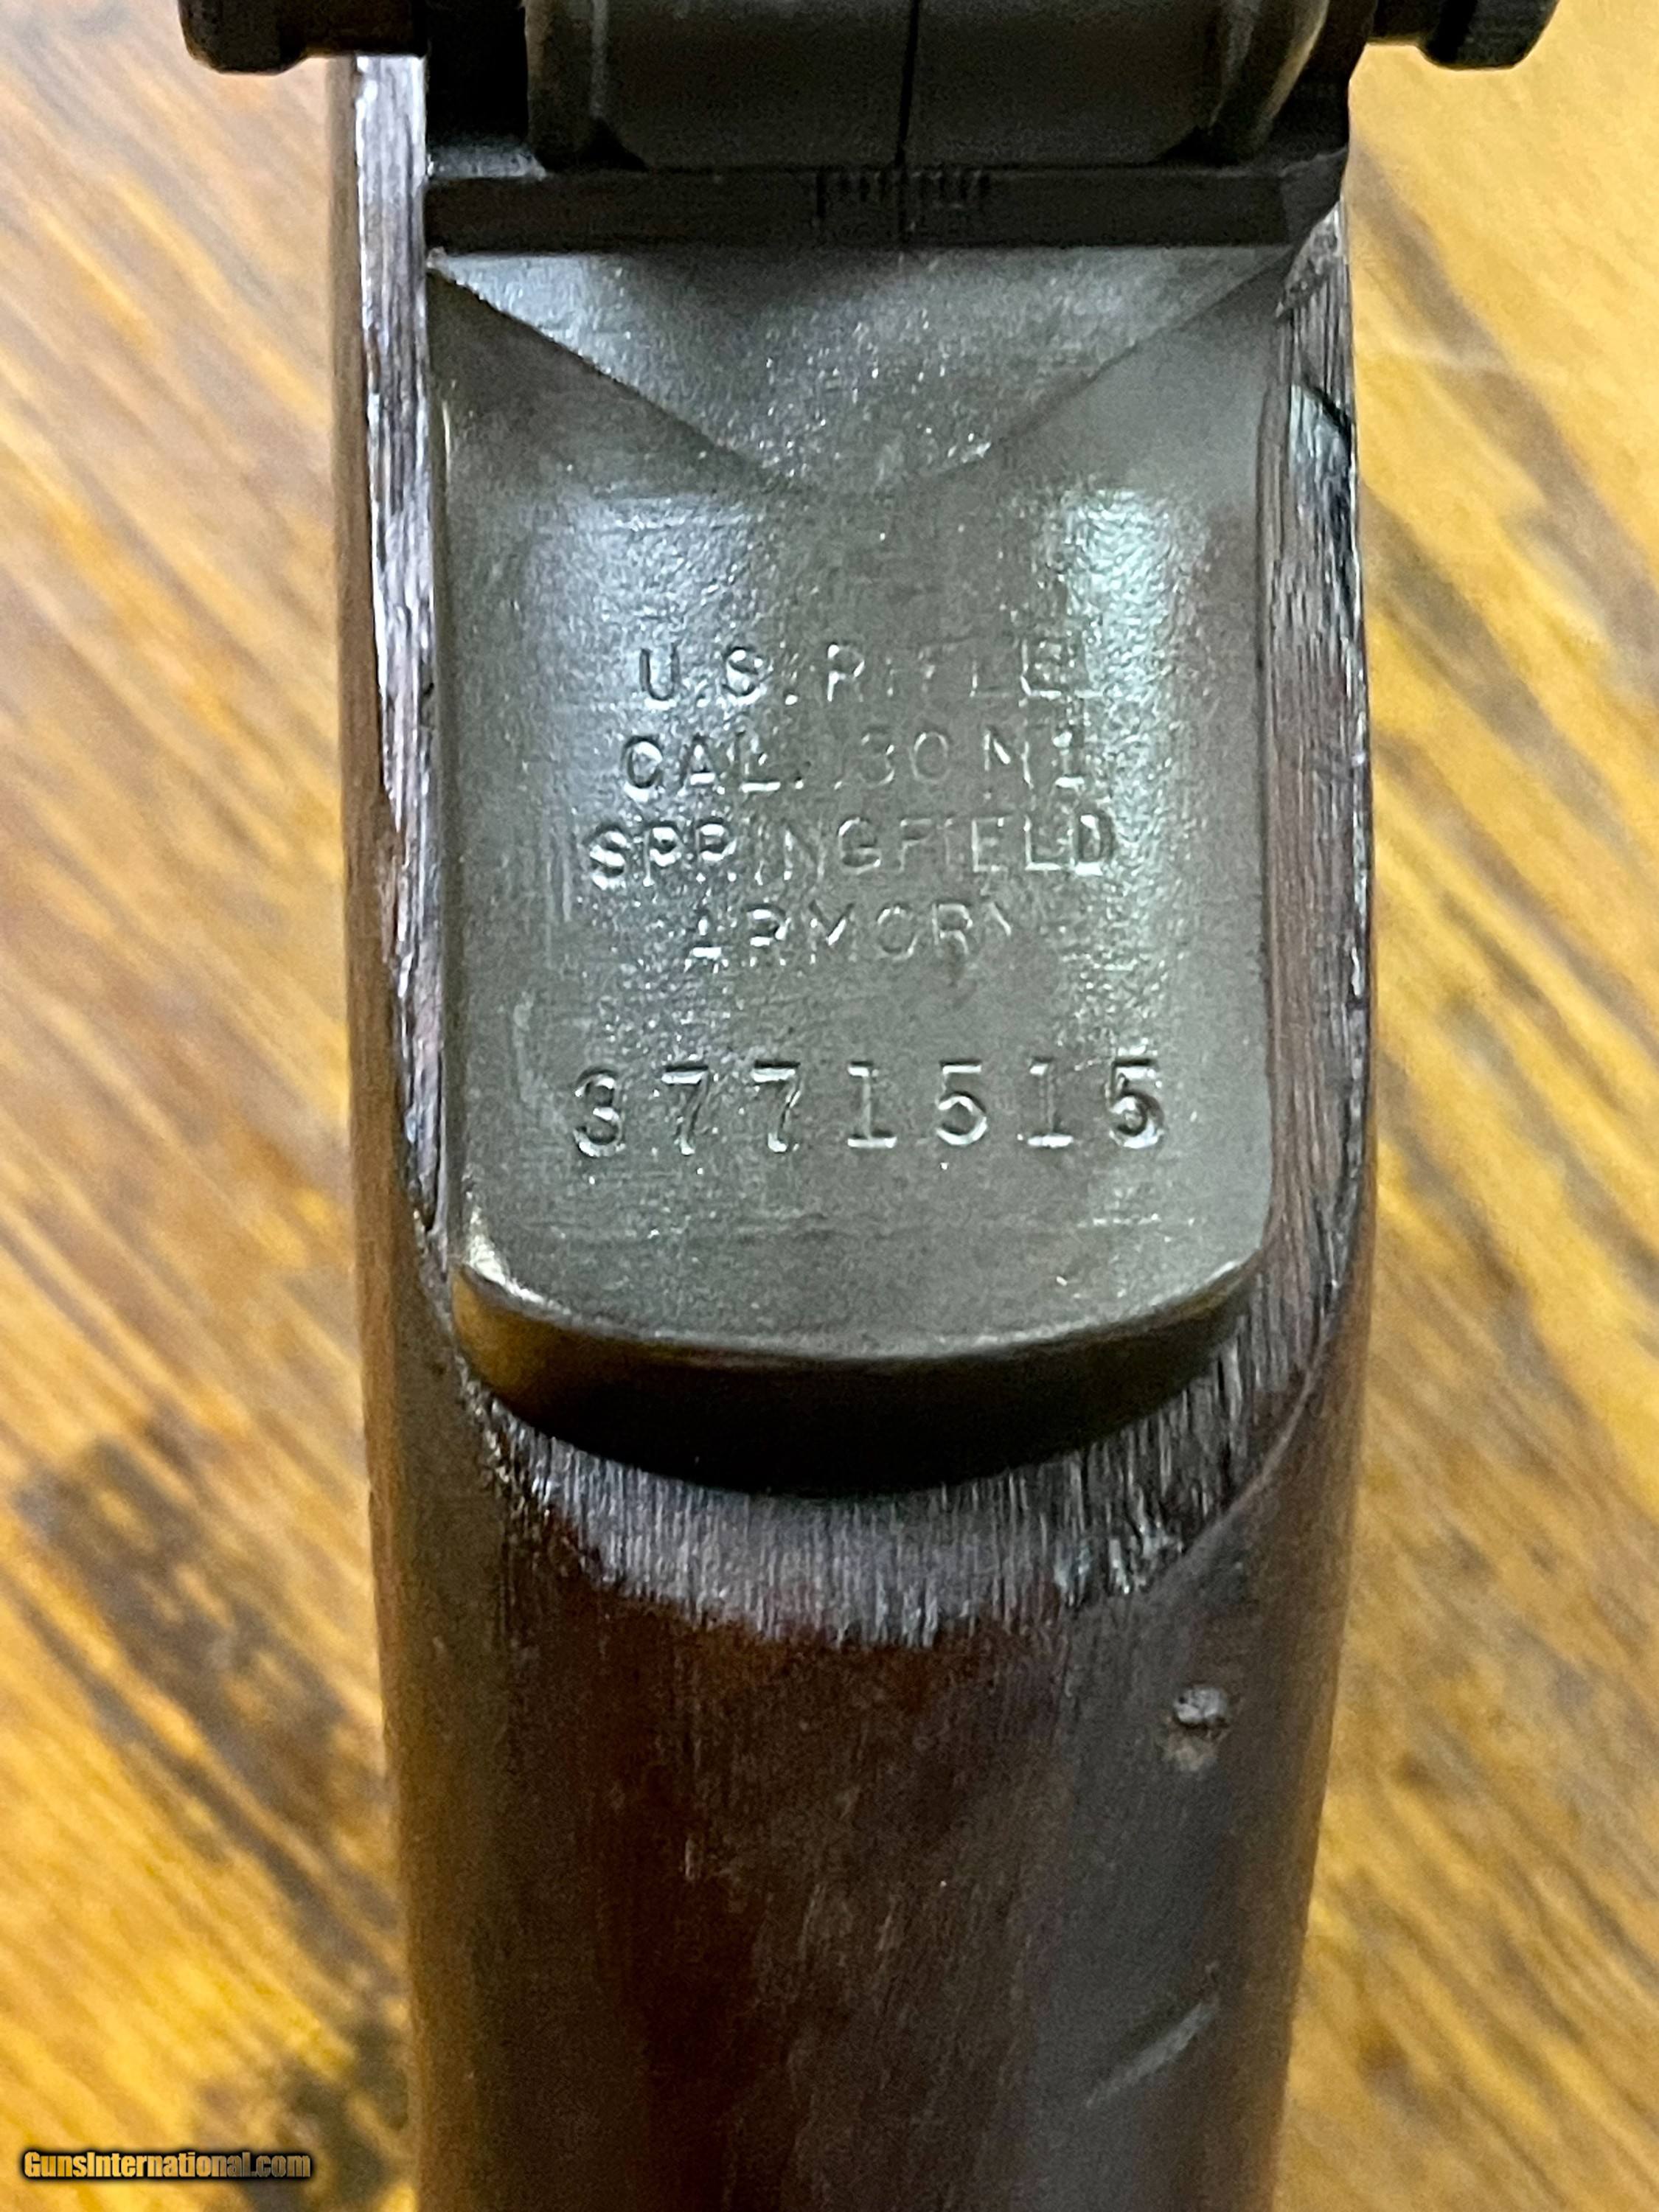 U.S. RIFLE
CAL. .30 M1
SPRINGFIELD
ARMORY
3771515
GunsInternational.com